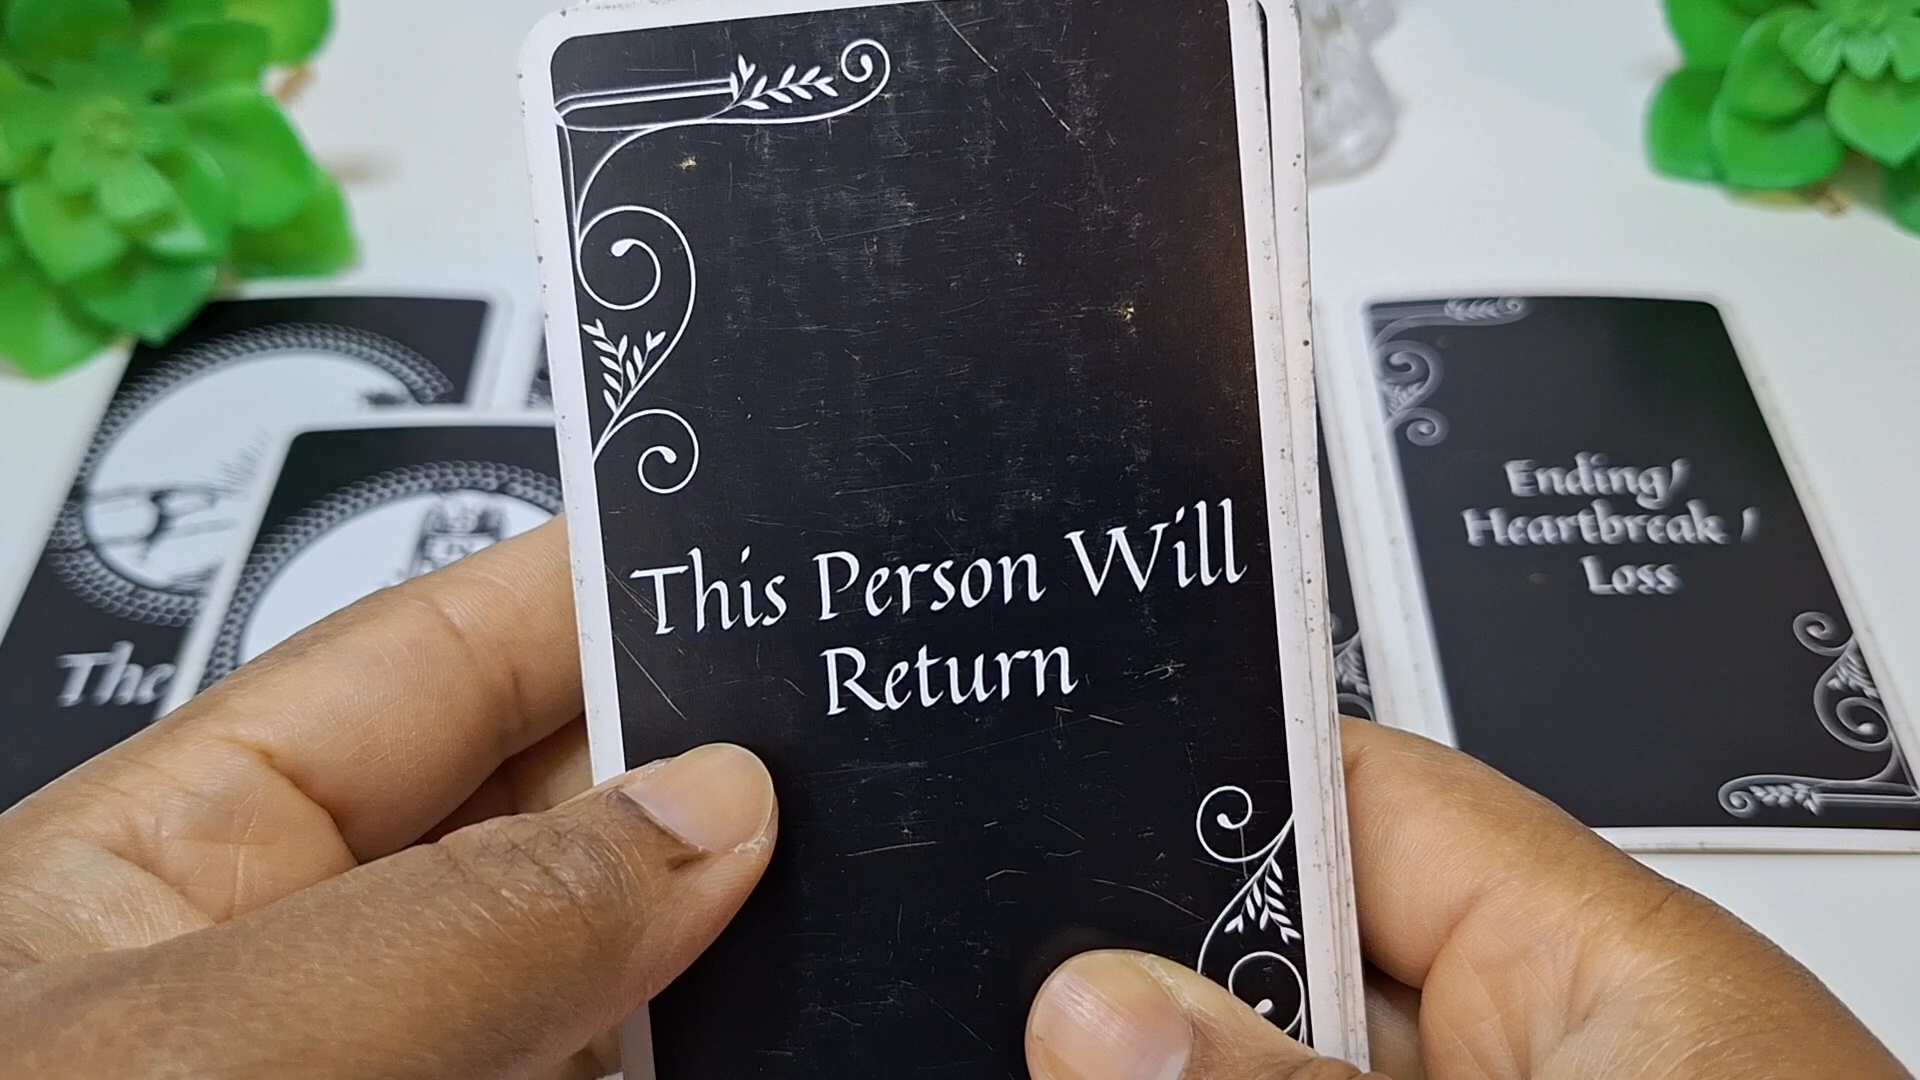 This Person Will
Return
Ending/
Heartbreak /
Loss
The